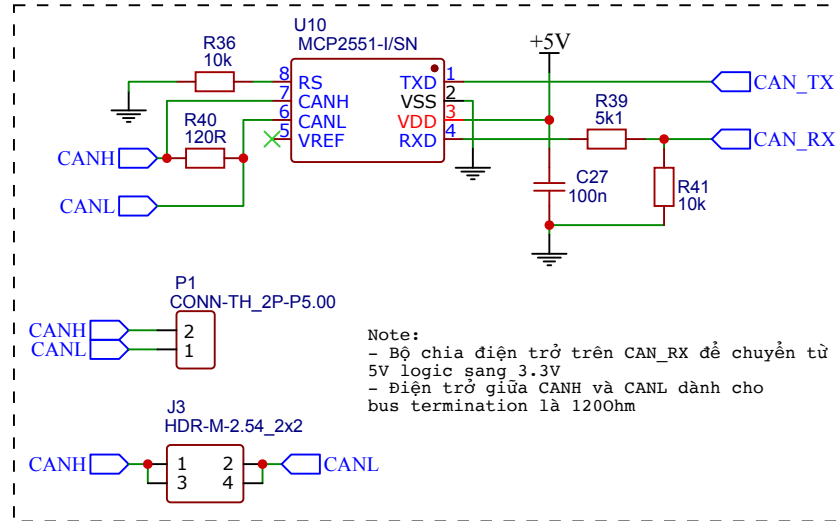 U10
MCP2551-I/SN
R36
10k
+5V
8 RS
TXD 1
CAN_TX
7 CANH
VSS 2
6 CANL
VDD 3
5 VREF
RXD 4
R40
120R
R39
5k1
CAN_RX
CANH
CANL
C27
100n
R41
10k
P1
CONN-TH_2P-P5.00
CANH 2
CANL 1
Note:
- Bộ chia điện trở trên CAN_RX để chuyển từ
5V logic sang 3.3V
- Điện trở giữa CANH và CANL dành cho
bus termination là 120Ohm
J3
HDR-M-2.54_2x2
CANH 1 2 CANL
3 4